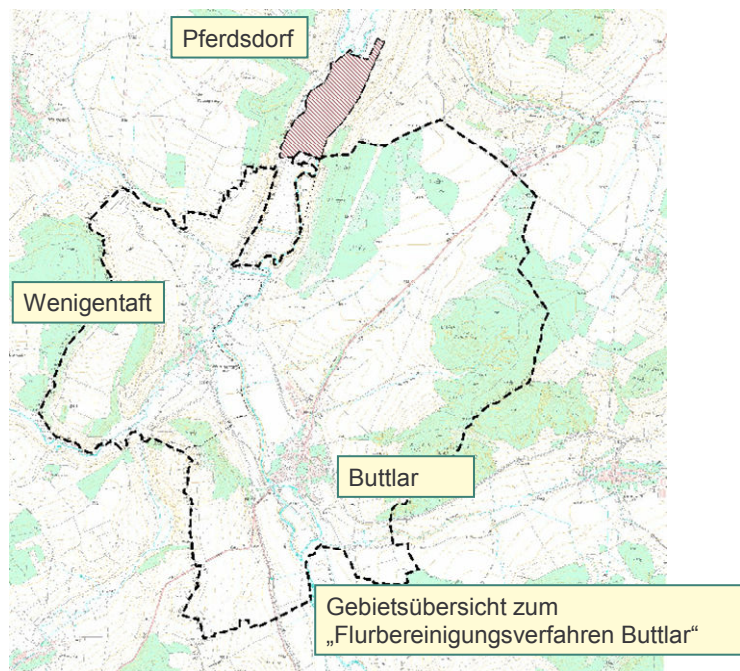 Pferdsdorf
Wenigentaft
Buttlar
Gebietsübersicht zum
„Flurbereinigungsverfahren Buttlar“